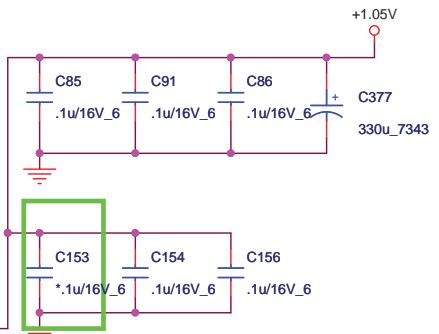 +1.05V
C85
C91
C86
.1u/16V_6
.1u/16V_6
.1u/16V_6
+
C377
330u_7343
C153
C154
C156
*.1u/16V_6
.1u/16V_6
.1u/16V_6